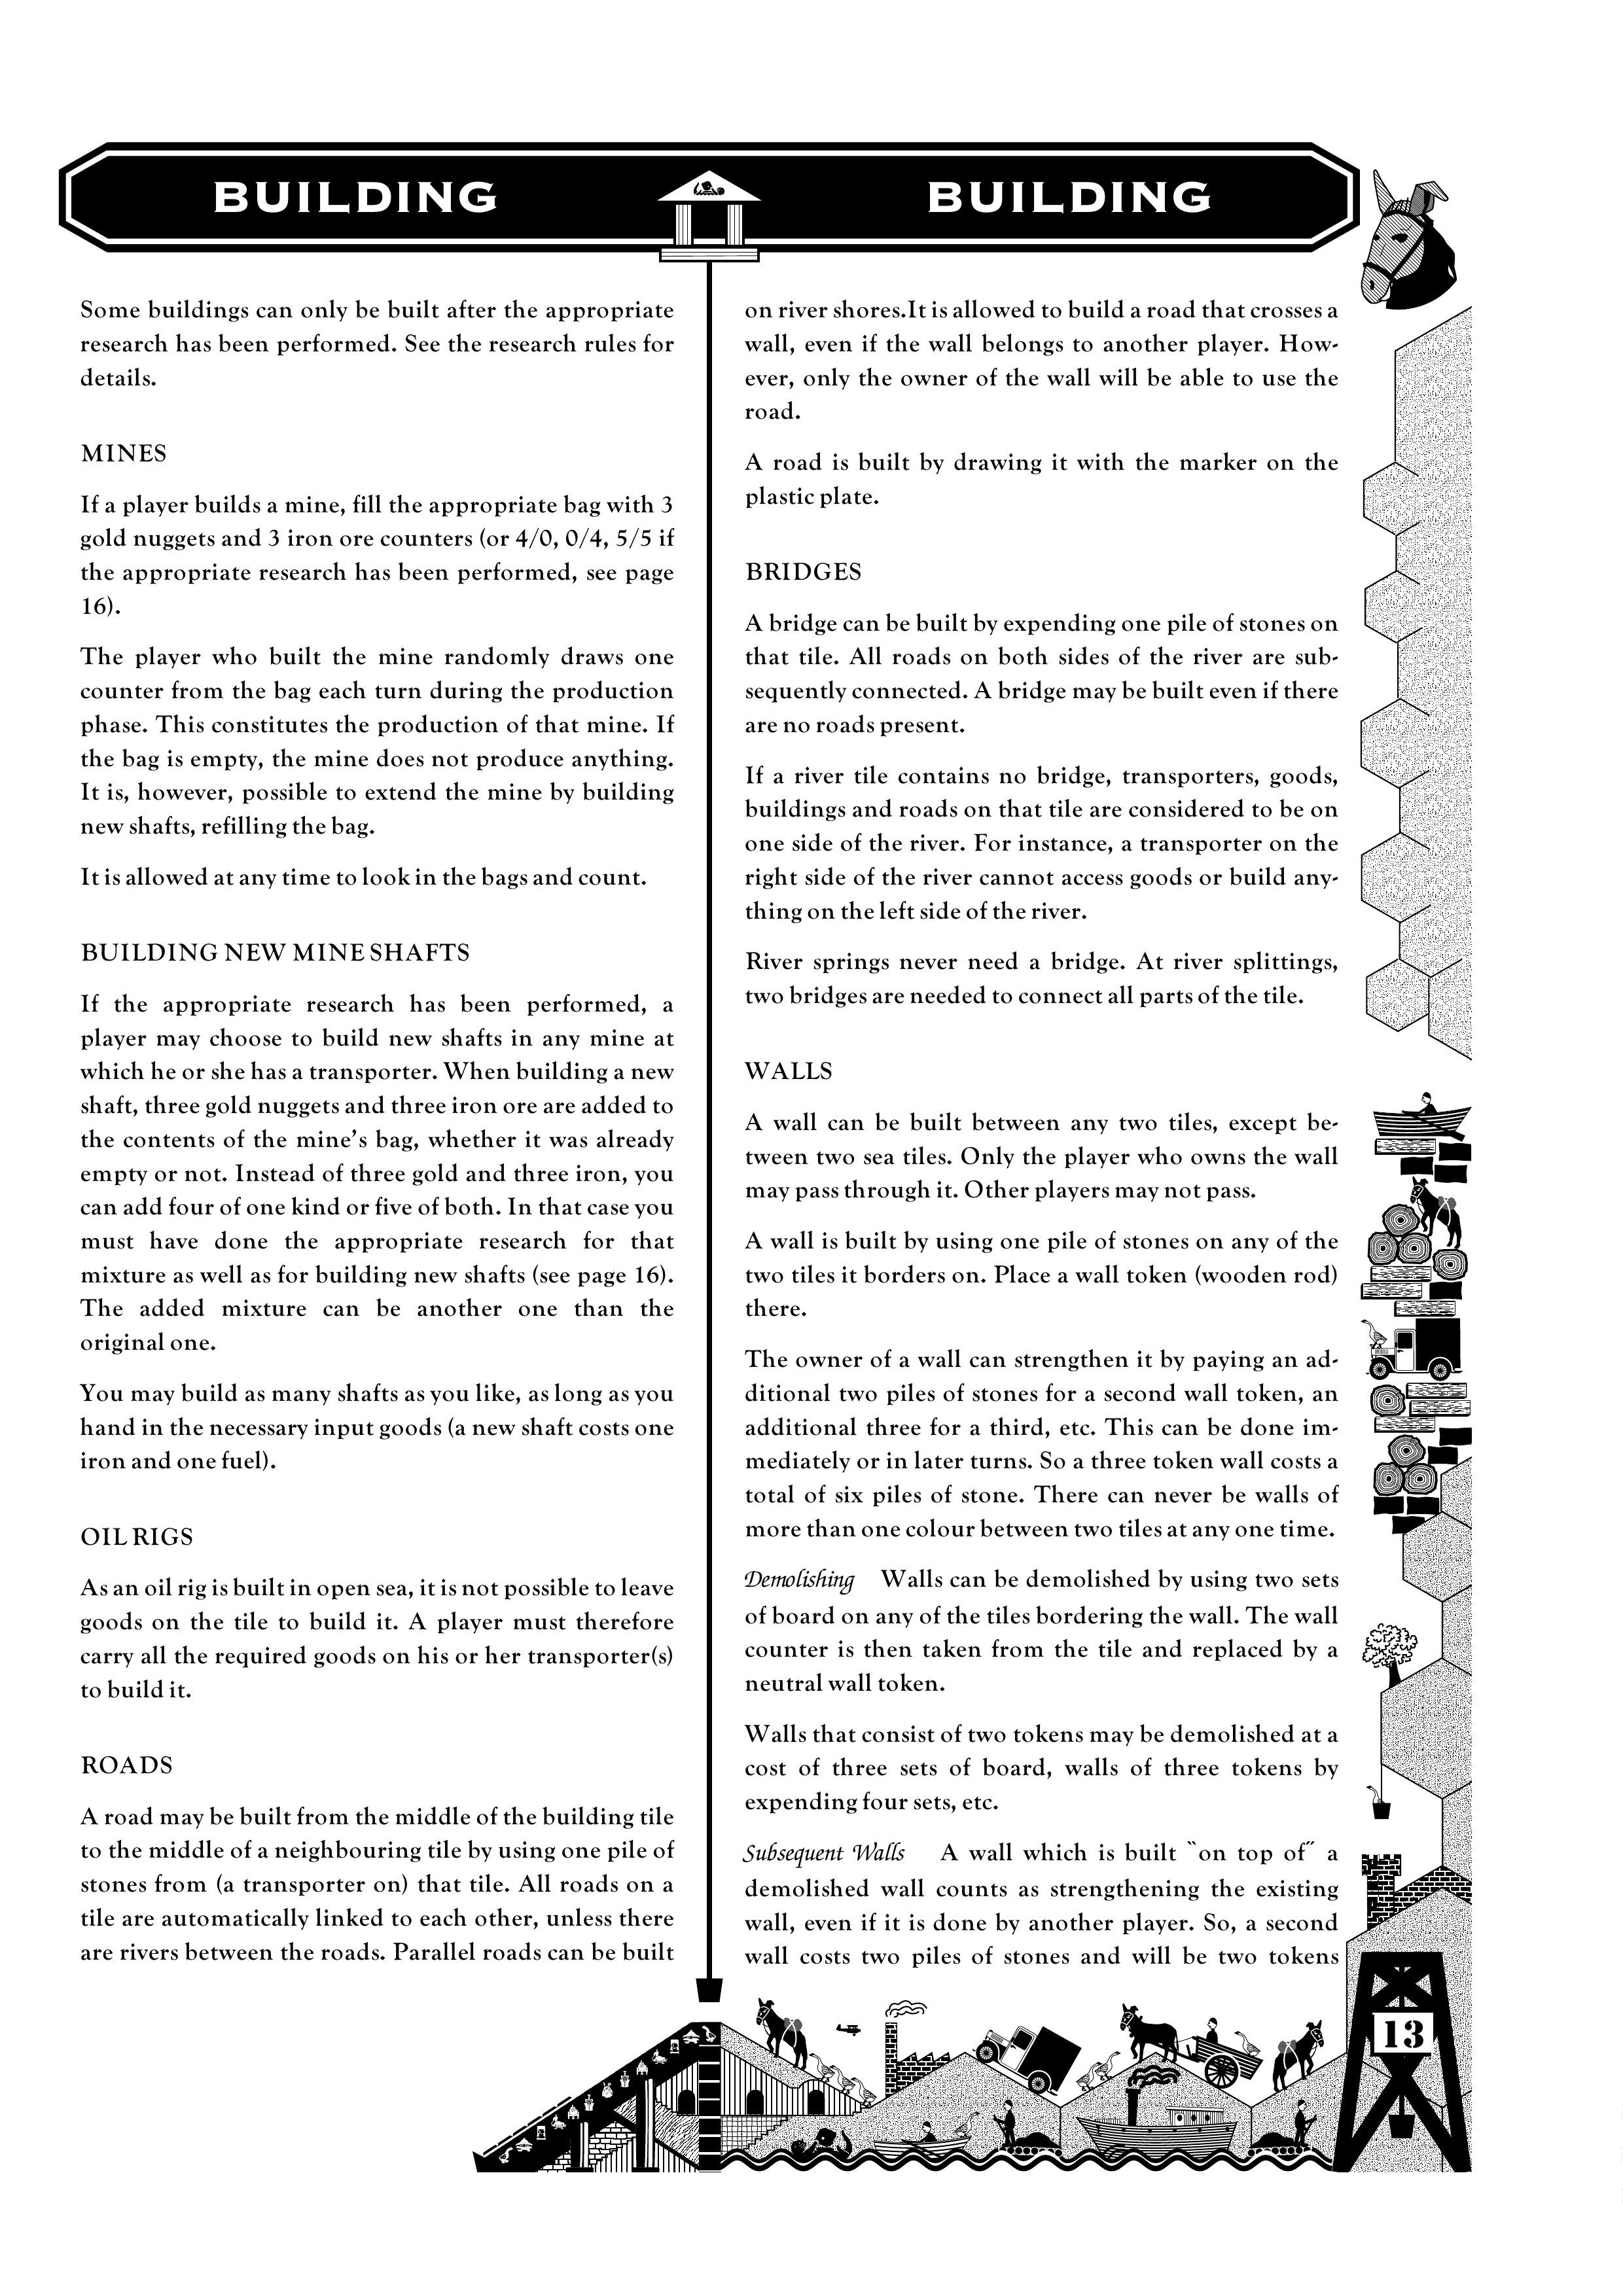 BUILDING
BUILDING
Some buildings can only be built after the appropriate
research has been performed. See the research rules for
details.
MINES
If a player builds a mine, fill the appropriate bag with 3
gold nuggets and 3 iron ore counters (or 4/0, 0/4, 5/5 if
the appropriate research has been performed, see page
16).
The player who built the mine randomly draws one
counter from the bag each turn during the production
phase. This constitutes the production of that mine. If
the bag is empty, the mine does not produce anything.
It is, however, possible to extend the mine by building
new shafts, refilling the bag.
It is allowed at any time to look in the bags and count.
BUILDING NEW MINE SHAFTS
If the appropriate research has been performed, a
player may choose to build new shafts in any mine at
which he or she has a transporter. When building a new
shaft, three gold nuggets and three iron ore are added to
the contents of the mine's bag, whether it was already
empty or not. Instead of three gold and three iron, you
can add four of one kind or five of both. In that case you
must have done the appropriate research for that
mixture as well as for building new shafts (see page 16).
The added mixture can be another one than the
original one.
You may build as many shafts as you like, as long as you
hand in the necessary input goods (a new shaft costs one
iron and one fuel).
OIL RIGS
As an oil rig is built in open sea, it is not possible to leave
goods on the tile to build it. A player must therefore
carry all the required goods on his or her transporter(s)
to build it.
ROADS
A road may be built from the middle of the building tile
to the middle of a neighbouring tile by using one pile of
stones from (a transporter on) that tile. All roads on a
tile are automatically linked to each other, unless there
are rivers between the roads. Parallel roads can be built
on river shores.It is allowed to build a road that crosses a
wall, even if the wall belongs to another player. How-
ever, only the owner of the wall will be able to use the
road.
A road is built by drawing it with the marker on the
plastic plate.
BRIDGES
A bridge can be built by expending one pile of stones on
that tile. All roads on both sides of the river are sub-
sequently connected. A bridge may be built even if there
are no roads present.
If a river tile contains no bridge, transporters, goods,
buildings and roads on that tile are considered to be on
one side of the river. For instance, a transporter on the
right side of the river cannot access goods or build any-
thing on the left side of the river.
River springs never need a bridge. At river splittings,
two bridges are needed to connect all parts of the tile.
WALLS
A wall can be built between any two tiles, except be-
tween two sea tiles. Only the player who owns the wall
may pass through it. Other players may not pass.
A wall is built by using one pile of stones on any of the
two tiles it borders on. Place a wall token (wooden rod)
there.
The owner of a wall can strengthen it by paying an ad-
ditional two piles of stones for a second wall token, an
additional three for a third, etc. This can be done im-
mediately or in later turns. So a three token wall costs a
total of six piles of stone. There can never be walls of
more than one colour between two tiles at any one time.
Demolishing Walls can be demolished by using two sets
of board on any of the tiles bordering the wall. The wall
counter is then taken from the tile and replaced by a
neutral wall token.
Walls that consist of two tokens may be demolished at a
cost of three sets of board, walls of three tokens by
expending four sets, etc.
Subsequent Walls A wall which is built ``on top of˝ a
demolished wall counts as strengthening the existing
wall, even if it is done by another player. So, a second
wall costs two piles of stones and will be two tokens
13